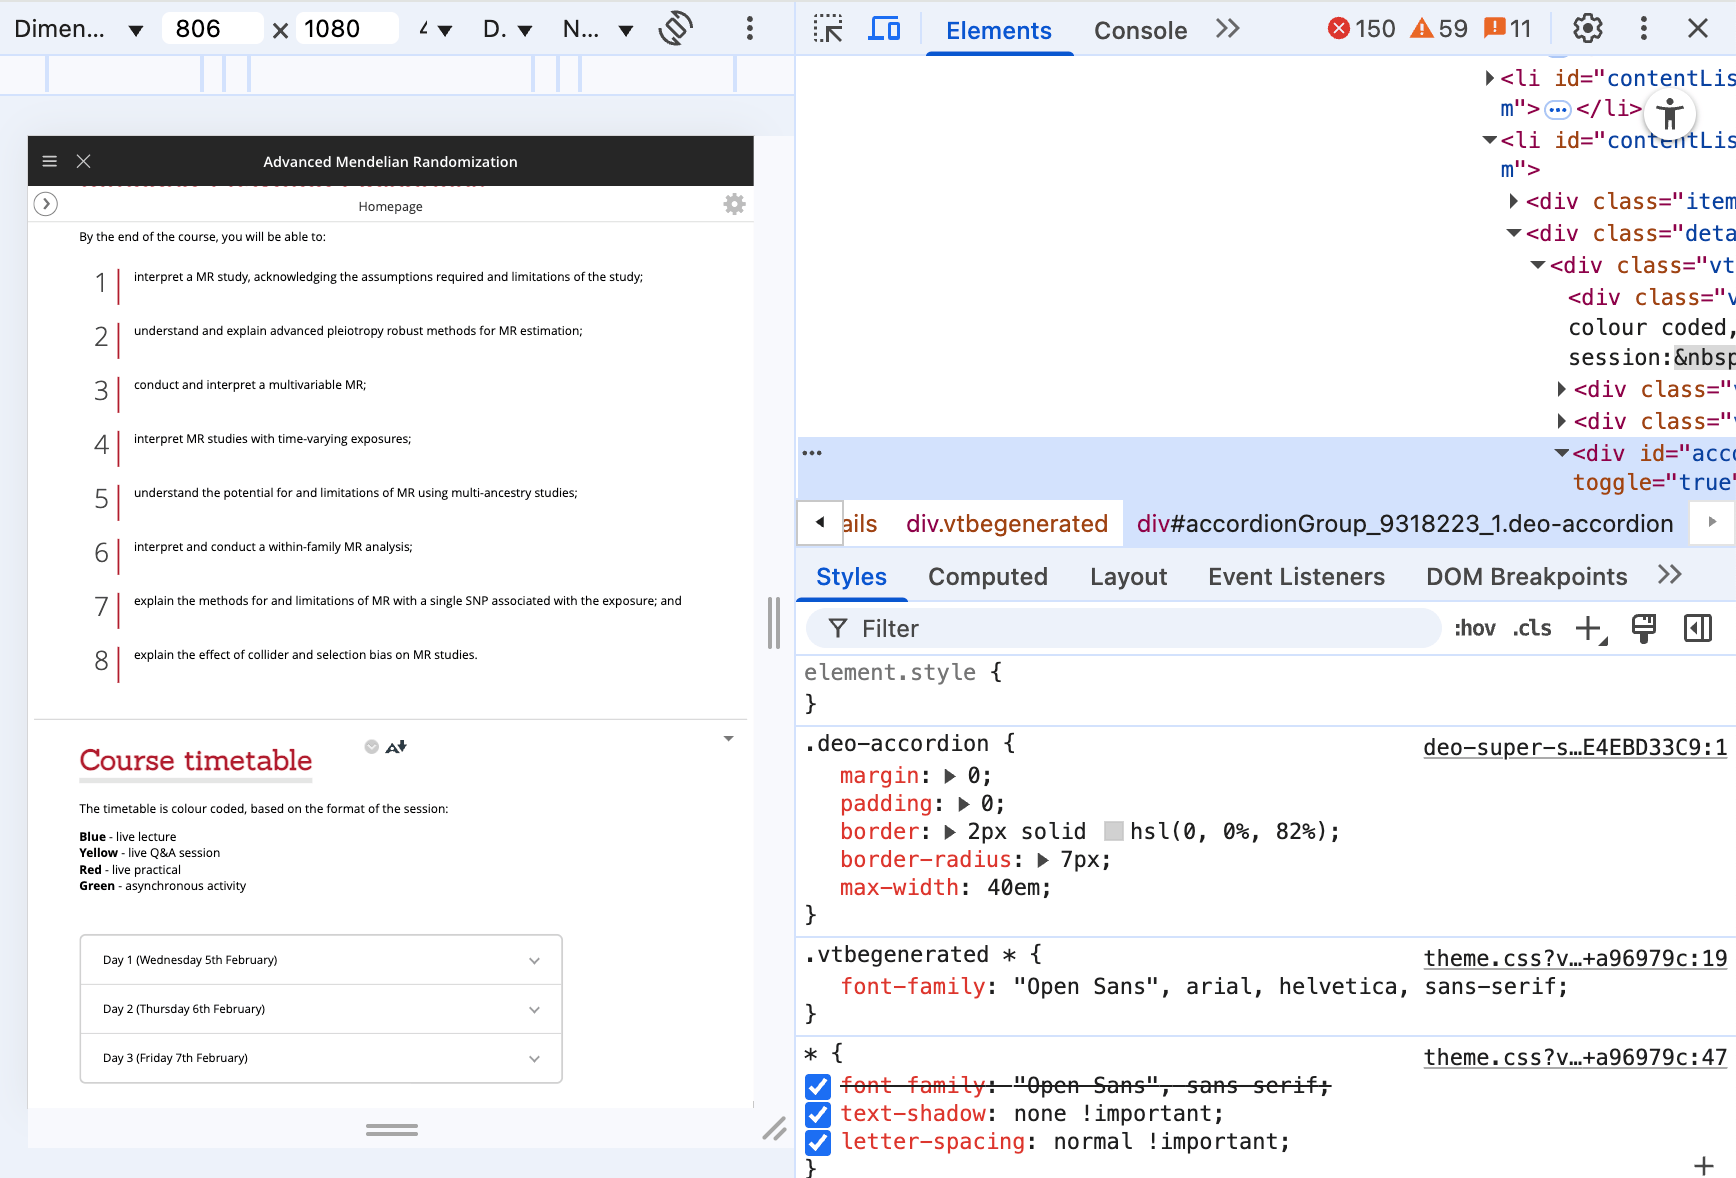 Dimen... 806 × 1080 D. N...
Elements Console 150 59 11
Advanced Mendelian Randomization
Homepage
By the end of the course, you will be able to:
1 interpret a MR study, acknowledging the assumptions required and limitations of the study;
2 understand and explain advanced pleiotropy robust methods for MR estimation;
3 conduct and interpret a multivariable MR;
4 interpret MR studies with time-varying exposures;
5 understand the potential for and limitations of MR using multi-ancestry studies;
6 interpret and conduct a within-family MR analysis;
7 explain the methods for and limitations of MR with a single SNP associated with the exposure; and
8 explain the effect of collider and selection bias on MR studies.
Course timetable
The timetable is colour coded, based on the format of the session:
Blue - live lecture
Yellow - live Q&A session
Red - live practical
Green - asynchronous activity
Day 1 (Wednesday 5th February)
Day 2 (Thursday 6th February)
Day 3 (Friday 7th February)
<li id="contentLis
m"> ... </li>
<li id="contentLis
m">
<div class="item
<div class="deta
<div class="vt
<div class="v
colour coded,
session:&nbsp
<div class="v
<div class="v
... <div id="acco
toggle="true"
ails div.vtbegenerated div#accordionGroup_9318223_1.deo-accordion
Styles Computed Layout Event Listeners DOM Breakpoints
Filter :hov .cls
element.style {
}
.deo-accordion { deo-super-s…E4EBD33C9:1
margin: 0;
padding: 0;
border: 2px solid hsl(0, 0%, 82%);
border-radius: 7px;
max-width: 40em;
}
.vtbegenerated * { theme.css?v…+a96979c:19
font-family: "Open Sans", arial, helvetica, sans-serif;
}
* { theme.css?v…+a96979c:47
font-family: "Open Sans", sans-serif;
text-shadow: none !important;
letter-spacing: normal !important;
}